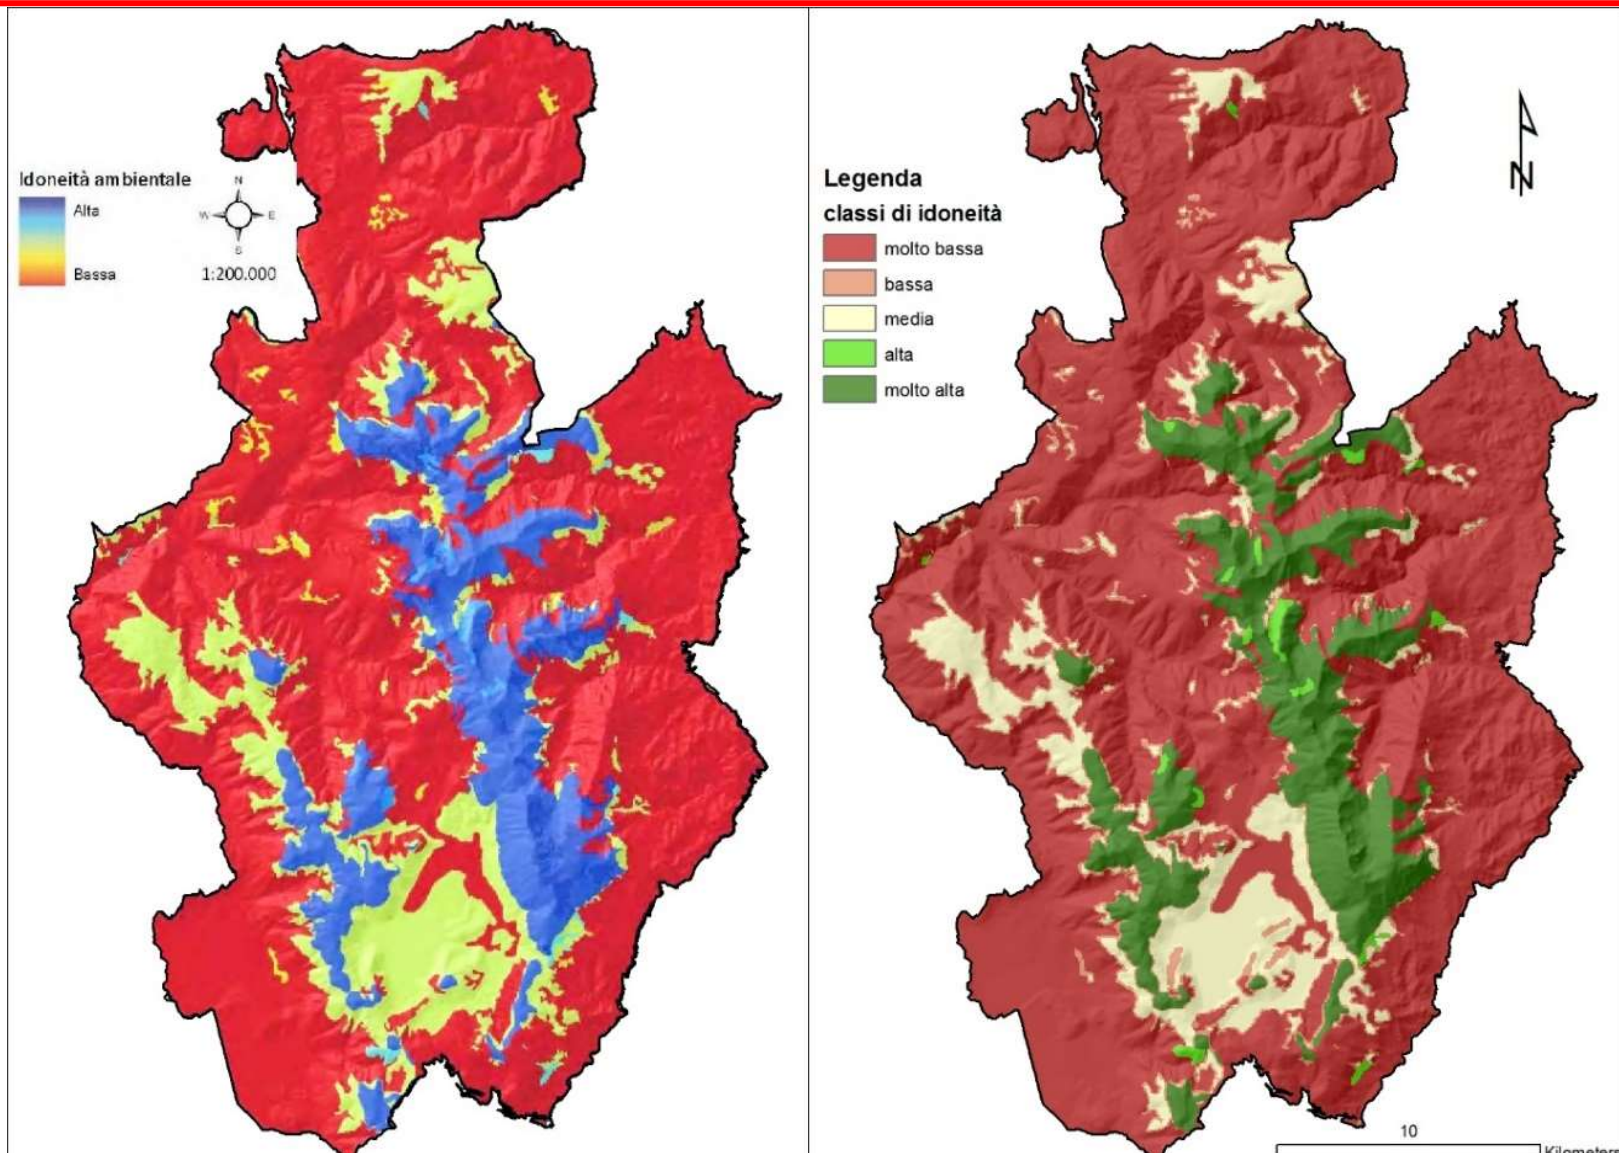 Idoneità ambientale
Alta
Bassa
N
W
E
S
1:200.000
Legenda
classi di idoneità
molto bassa
bassa
media
alta
molto alta
N
10
Kilometers